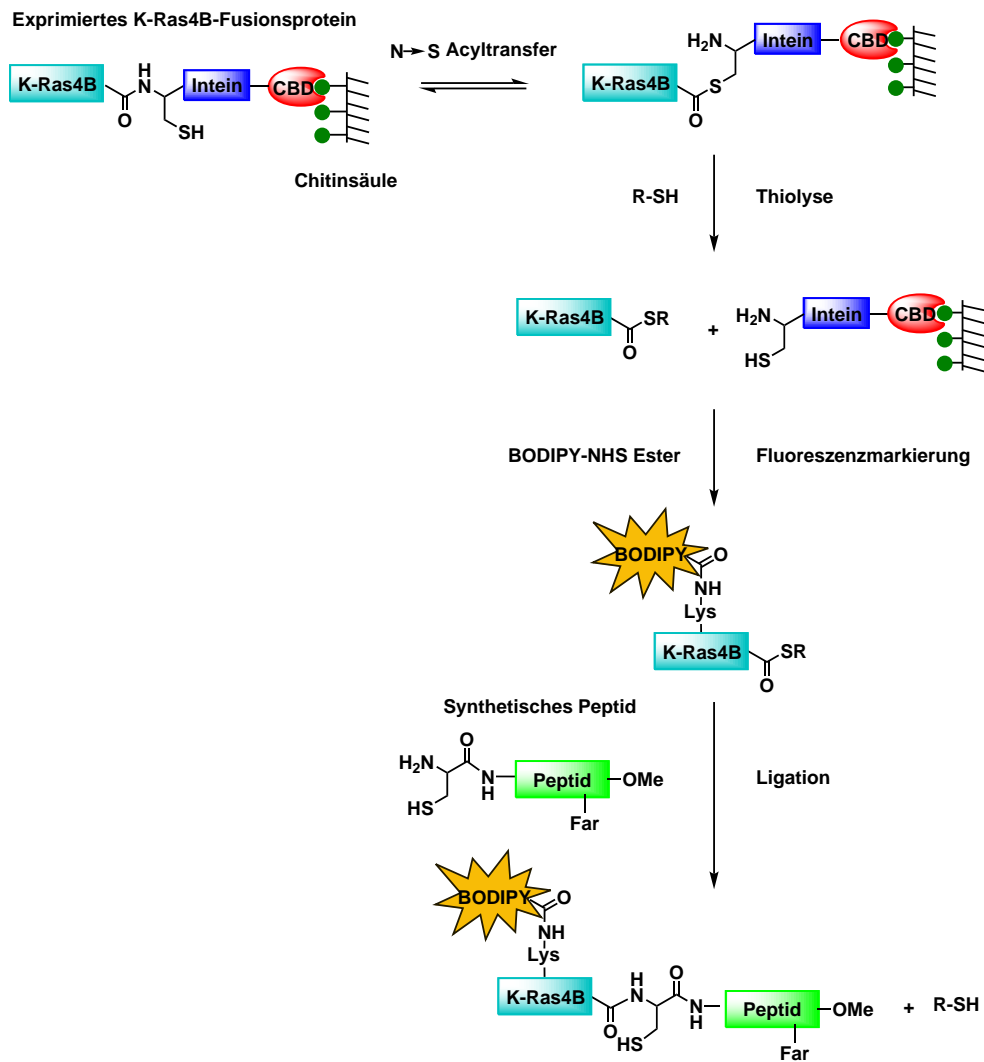 Exprimiertes K-Ras4B-Fusionsprotein
N→S Acyltransfer
K-Ras4B
H
N
O
SH
Intein
CBD
Chitinsäule
H2N
Intein
CBD
K-Ras4B
S
O
R-SH
Thiolyse
K-Ras4B
SR
O
+
H2N
HS
Intein
CBD
BODIPY-NHS Ester
Fluoreszenzmarkierung
BODIPY
O
NH
Lys
K-Ras4B
SR
O
Synthetisches Peptid
O
H2N
N
H
HS
Peptid
OMe
Far
Ligation
BODIPY
O
NH
Lys
K-Ras4B
O
H
N
O
N
H
HS
Peptid
OMe
Far
+
R-SH